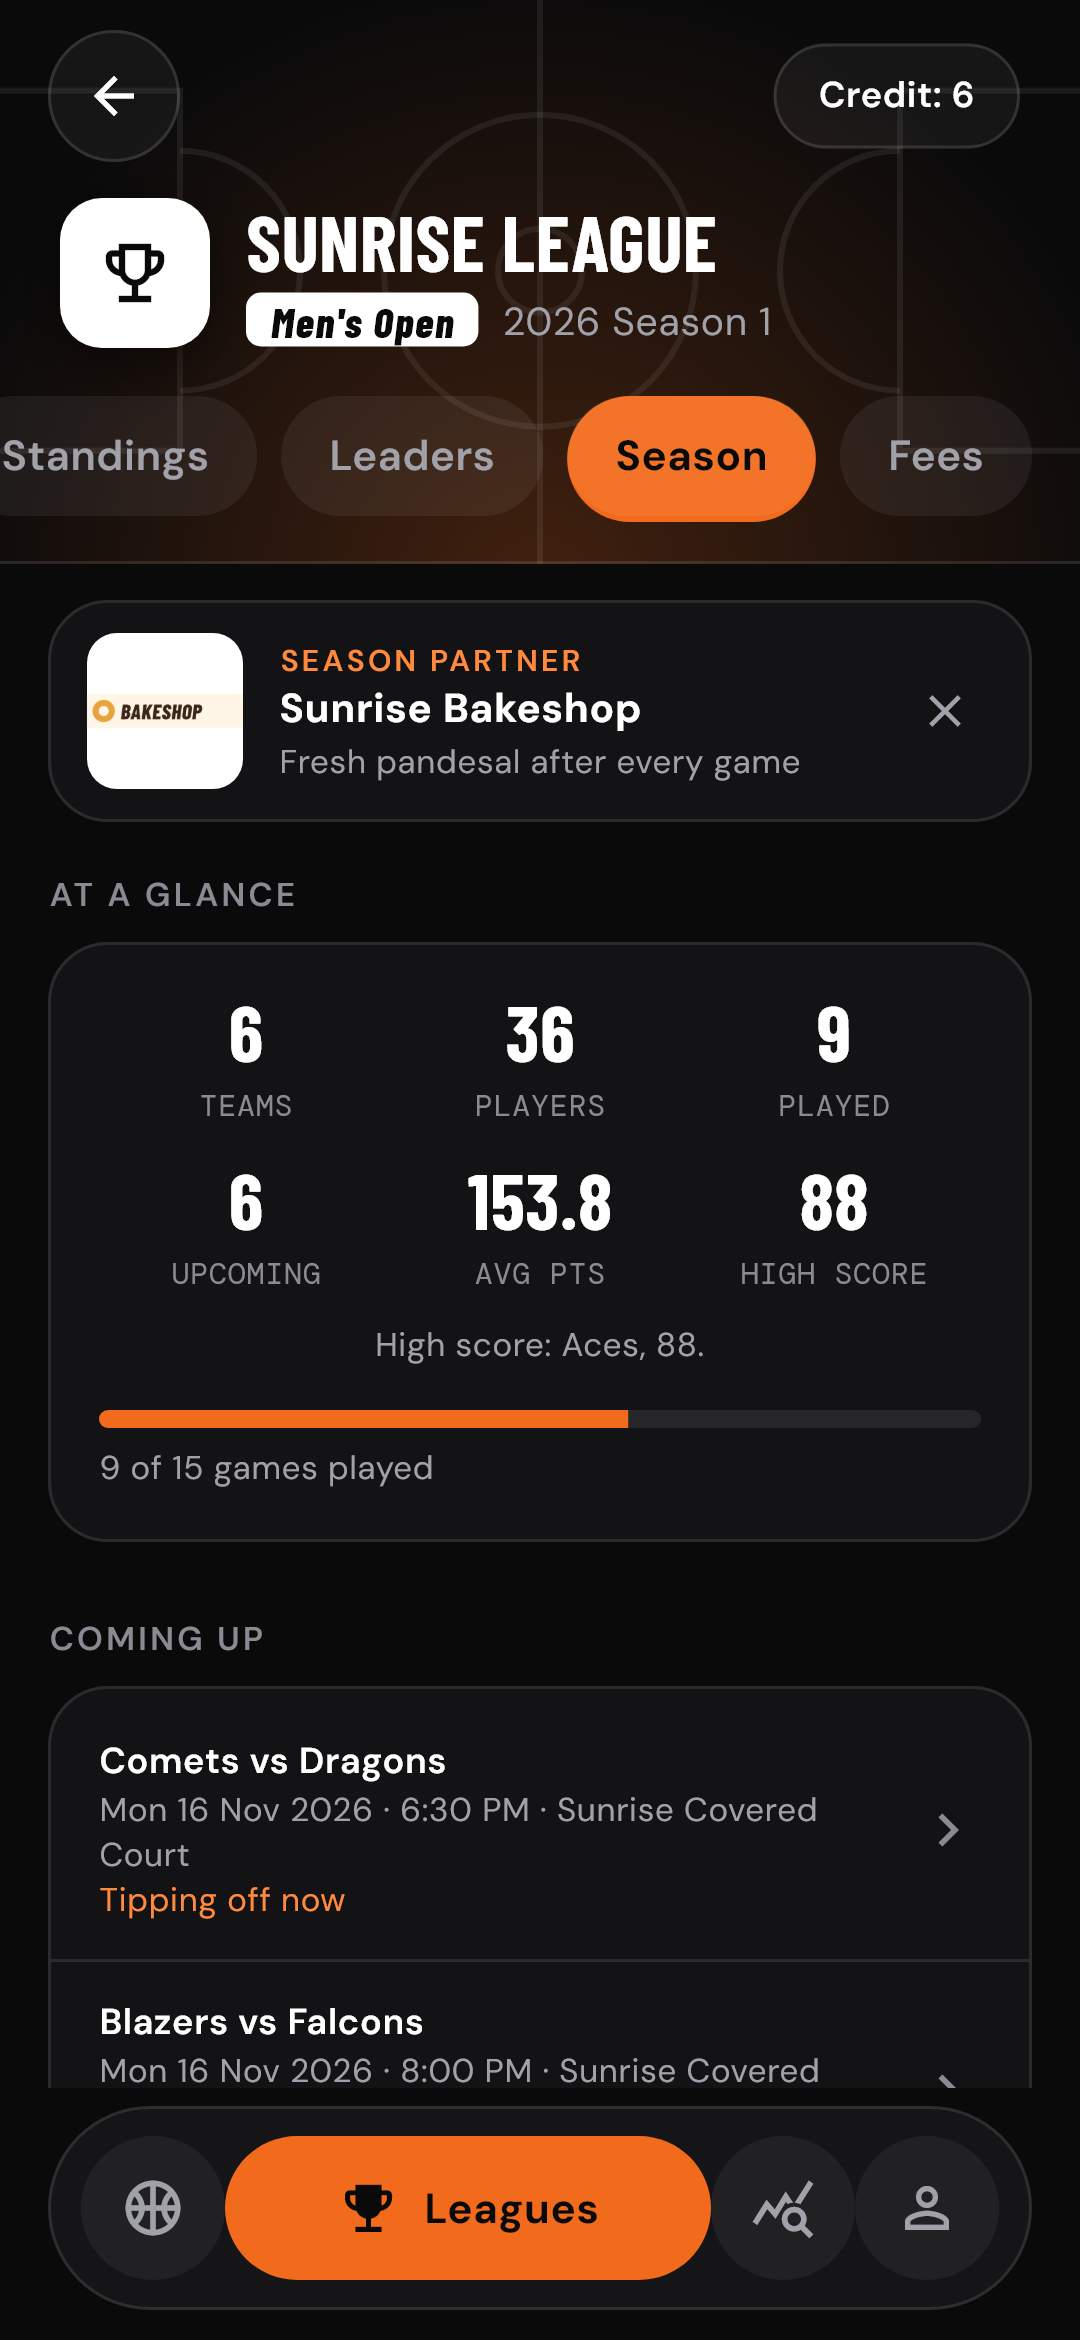 Credit: 6
SUNRISE LEAGUE
Men's Open 2026 Season 1
Standings Leaders Season Fees
SEASON PARTNER
BAKESHOP
Sunrise Bakeshop
Fresh pandesal after every game
AT A GLANCE
6 36 9
TEAMS PLAYERS PLAYED
6 153.8 88
UPCOMING AVG PTS HIGH SCORE
High score: Aces, 88.
9 of 15 games played
COMING UP
Comets vs Dragons
Mon 16 Nov 2026 · 6:30 PM · Sunrise Covered
Court
Tipping off now
Blazers vs Falcons
Mon 16 Nov 2026 · 8:00 PM · Sunrise Covered
Leagues